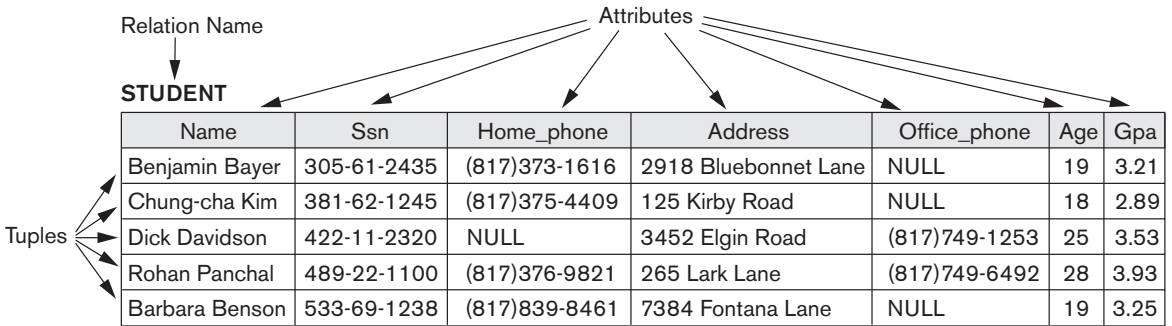 Attributes
Relation Name
STUDENT
Name Ssn Home_phone Address Office_phone Age Gpa
Benjamin Bayer 305-61-2435 (817)373-1616 2918 Bluebonnet Lane NULL 19 3.21
Chung-cha Kim 381-62-1245 (817)375-4409 125 Kirby Road NULL 18 2.89
Tuples Dick Davidson 422-11-2320 NULL 3452 Elgin Road (817)749-1253 25 3.53
Rohan Panchal 489-22-1100 (817)376-9821 265 Lark Lane (817)749-6492 28 3.93
Barbara Benson 533-69-1238 (817)839-8461 7384 Fontana Lane NULL 19 3.25